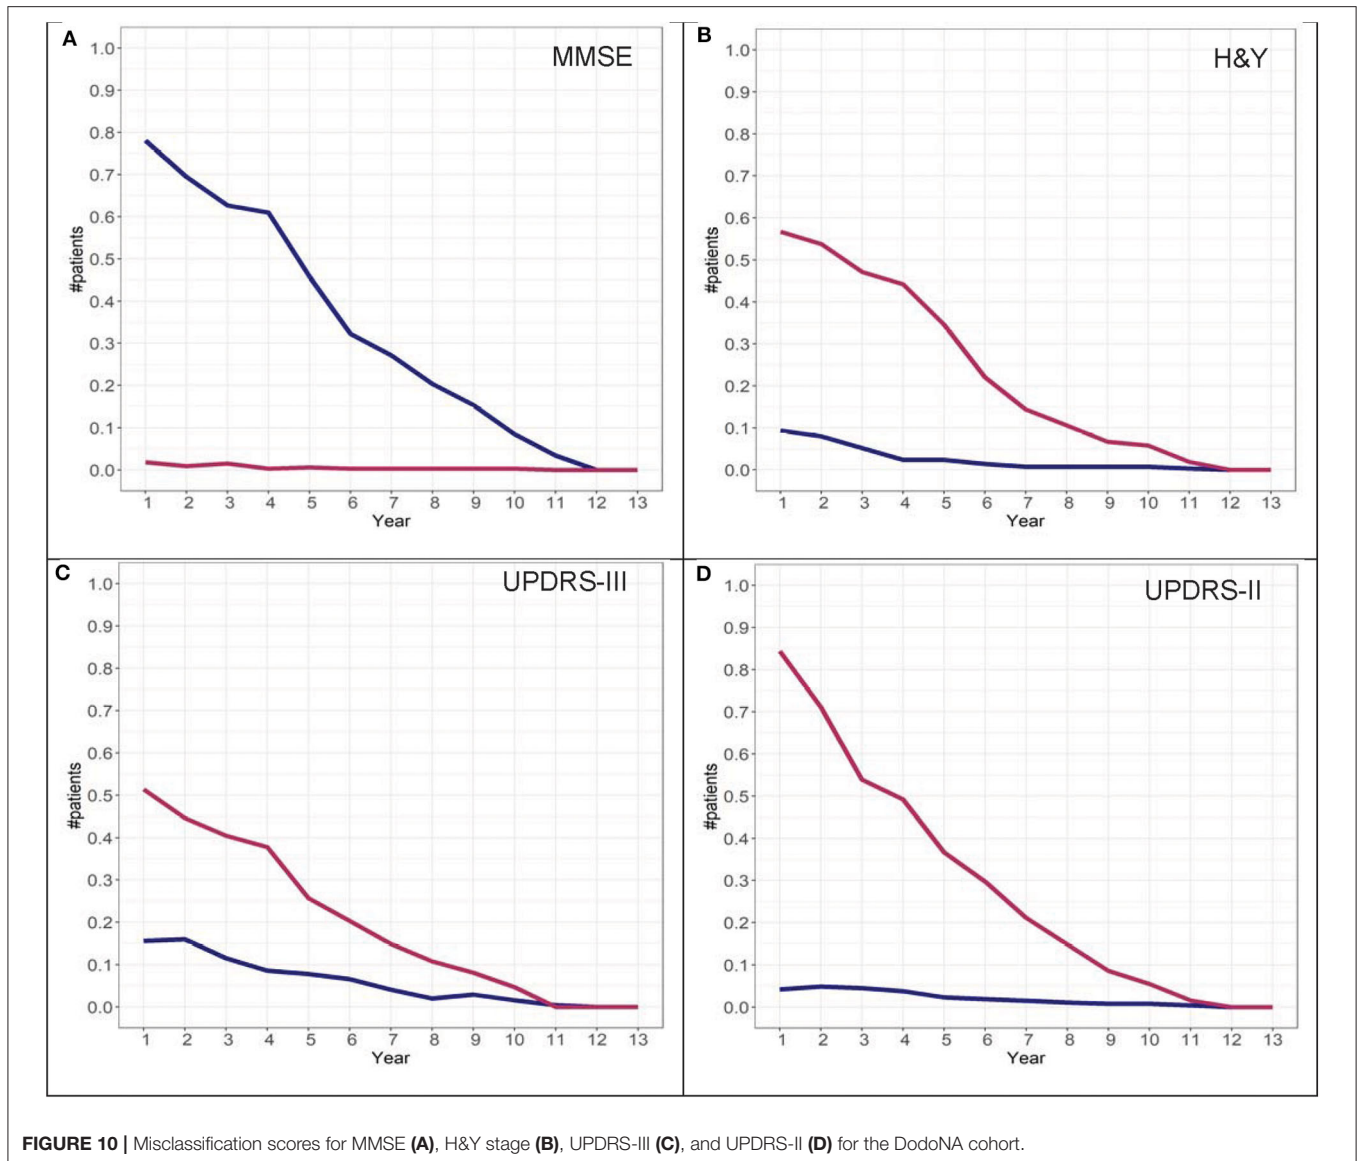 A
MMSE
1.0
0.9
0.8
0.7
0.6
0.5
0.4
0.3
0.2
0.1
0.0
#patients
1 2 3 4 5 6 7 8 9 10 11 12 13
Year
B
H&Y
1.0
0.9
0.8
0.7
0.6
0.5
0.4
0.3
0.2
0.1
0.0
#patients
1 2 3 4 5 6 7 8 9 10 11 12 13
Year
C
UPDRS-III
1.0
0.9
0.8
0.7
0.6
0.5
0.4
0.3
0.2
0.1
0.0
#patients
1 2 3 4 5 6 7 8 9 10 11 12 13
Year
D
UPDRS-II
1.0
0.9
0.8
0.7
0.6
0.5
0.4
0.3
0.2
0.1
0.0
#patients
1 2 3 4 5 6 7 8 9 10 11 12 13
Year
FIGURE 10 | Misclassification scores for MMSE (A), H&Y stage (B), UPDRS-III (C), and UPDRS-II (D) for the DodoNA cohort.